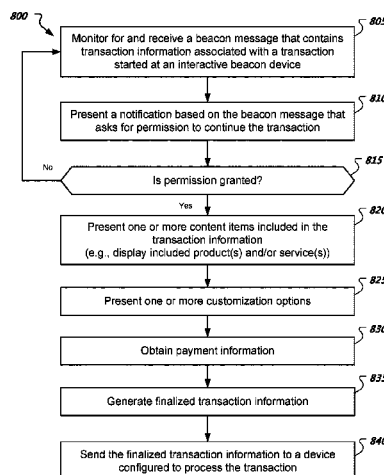 800
805
Monitor for and receive a beacon message that contains
transaction information associated with a transaction
started at an interactive beacon device
810
Present a notification based on the beacon message that
asks for permission to continue the transaction
815
No
Is permission granted?
Yes
820
Present one or more content items included in the
transaction information
(e.g., display included product(s) and/or service(s))
825
Present one or more customization options
830
Obtain payment information
835
Generate finalized transaction information
840
Send the finalized transaction information to a device
configured to process the transaction